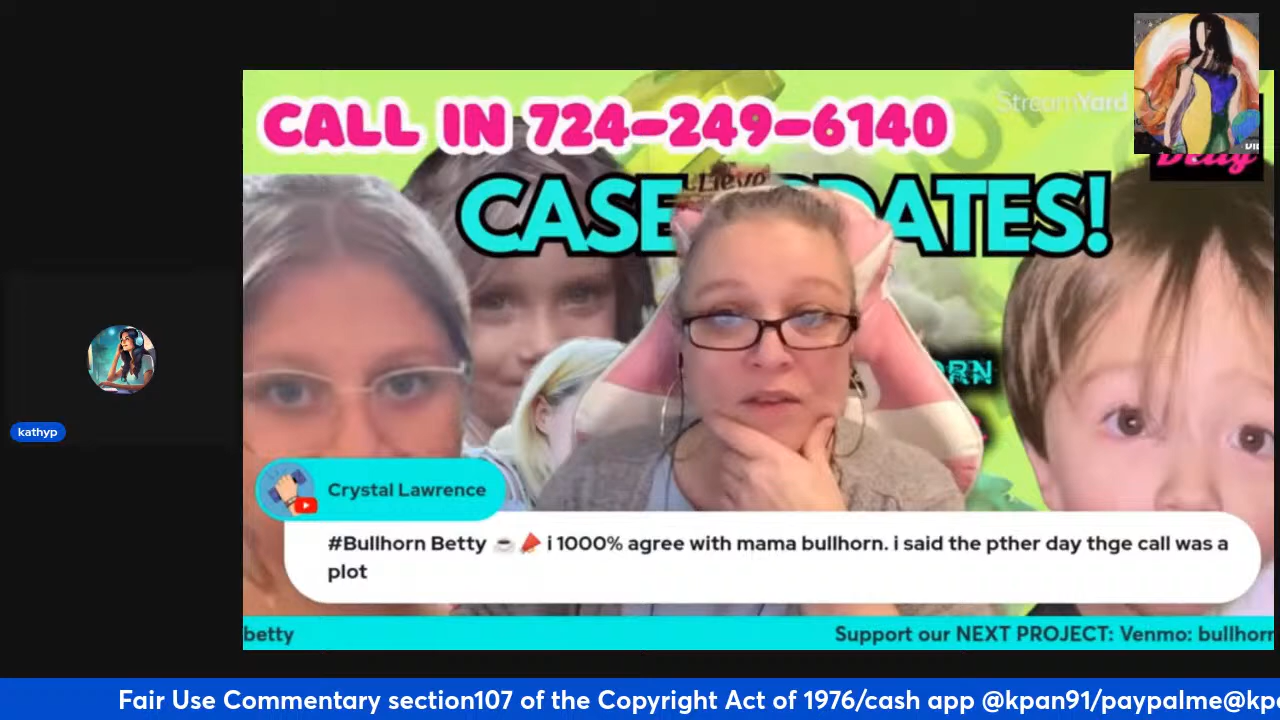 CALL IN 724-249-6140
StreamYard
CASE DATES!
Betty
kathyp
Crystal Lawrence
#Bullhorn Betty ☕📣 i 1000% agree with mama bullhorn. i said the pther day thge call was a
plot
betty Support our NEXT PROJECT: Venmo: bullhorn
Fair Use Commentary section107 of the Copyright Act of 1976/cash app @kpan91/paypalme@kp